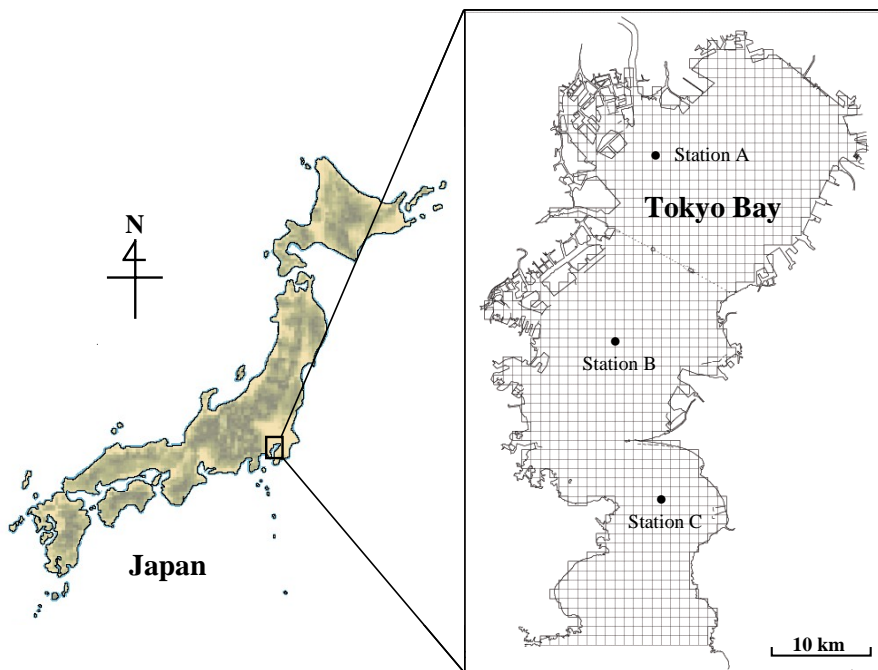 N
Japan
Station A
Tokyo Bay
Station B
Station C
10 km